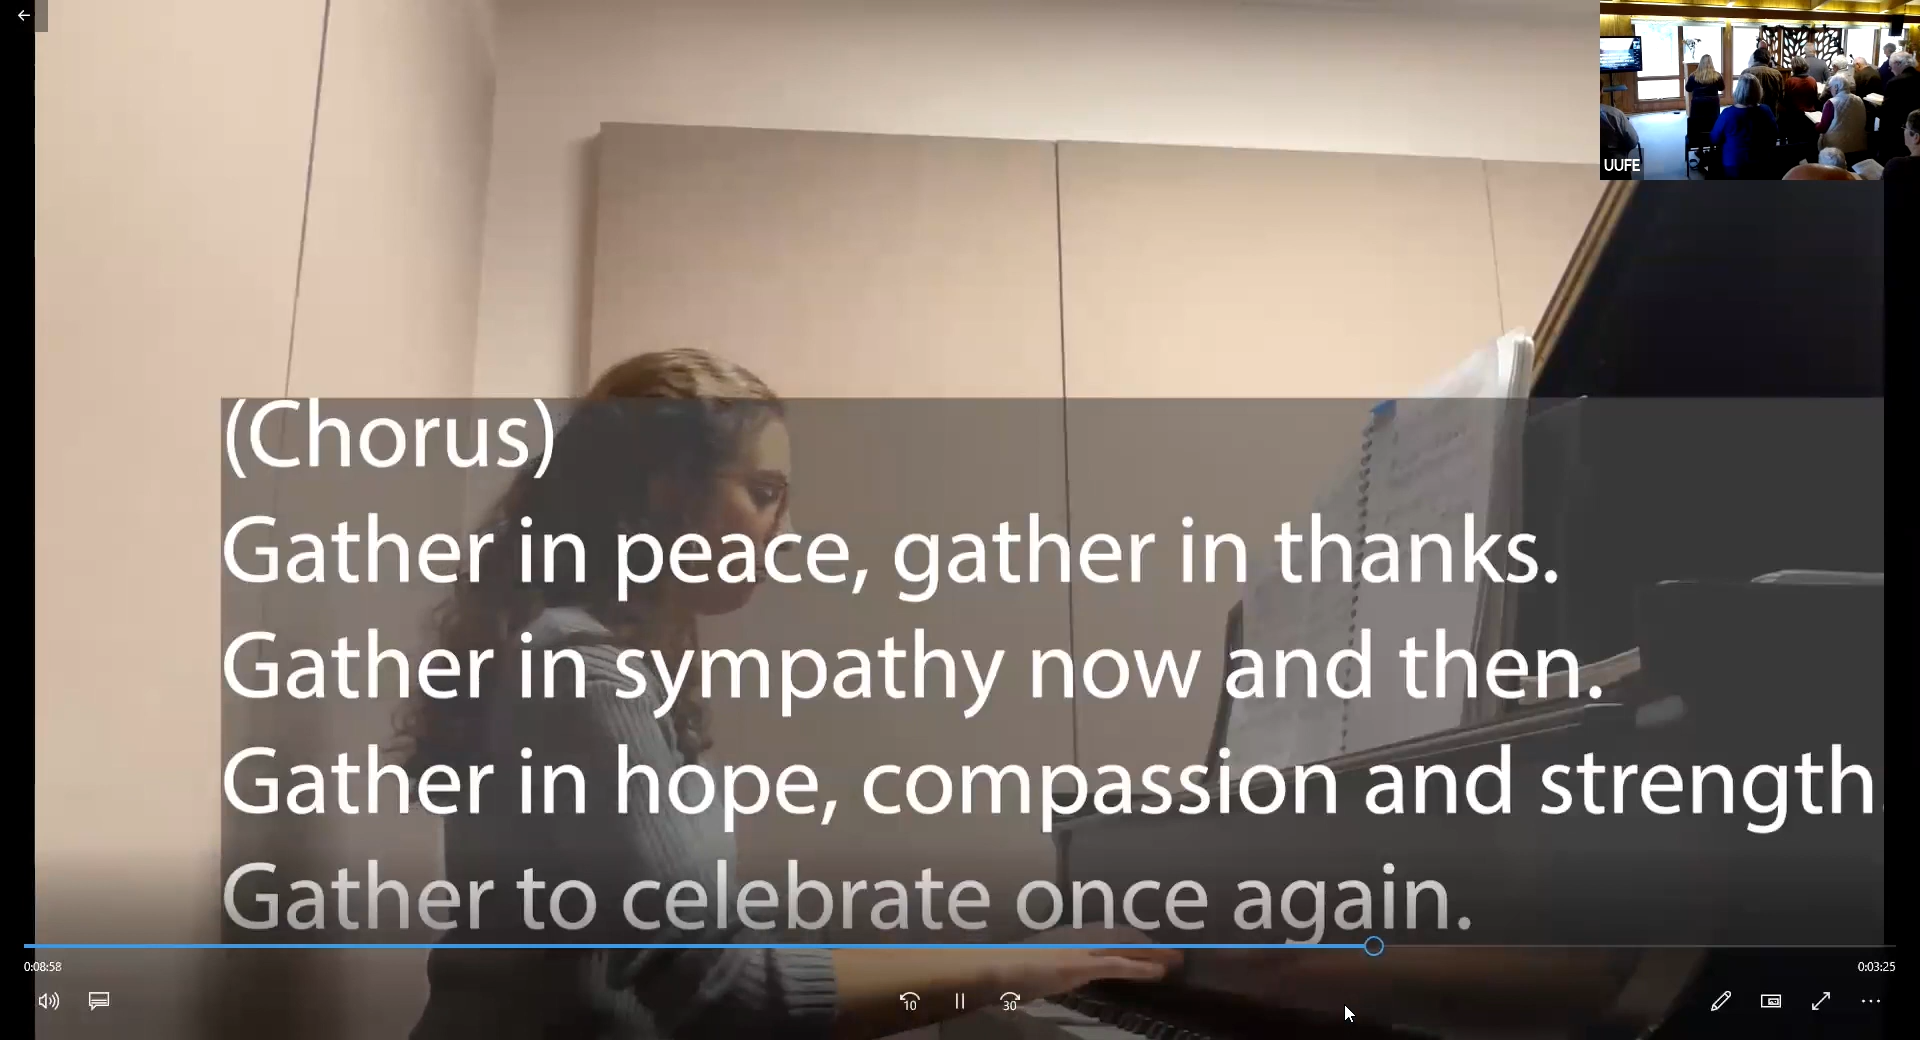 UUFE
(Chorus)
Gather in peace, gather in thanks.
Gather in sympathy now and then.
Gather in hope, compassion and strength.
Gather to celebrate once again.
0:08:58
0:03:25
10
30